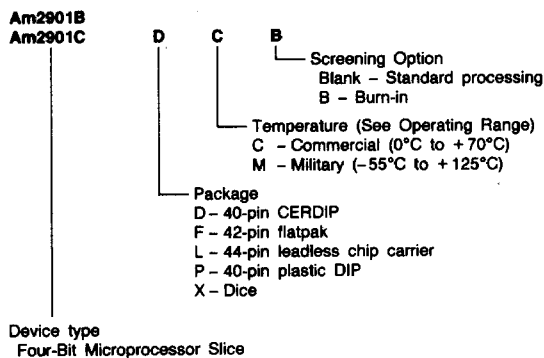 Am2901B
Am2901C D C B
Screening Option
Blank – Standard processing
B – Burn-in
Temperature (See Operating Range)
C – Commercial (0°C to +70°C)
M – Military (–55°C to +125°C)
Package
D – 40-pin CERDIP
F – 42-pin flatpak
L – 44-pin leadless chip carrier
P – 40-pin plastic DIP
X – Dice
Device type
Four-Bit Microprocessor Slice